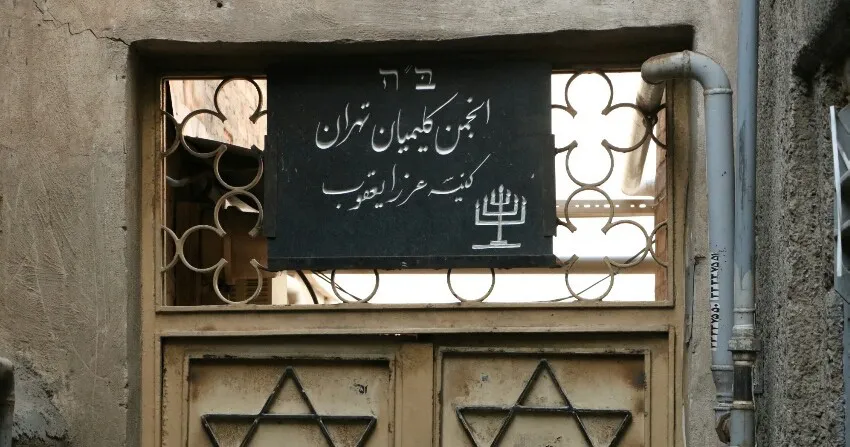 ב״ה
انجمن کلیمیان تهران
کنیسه عزرا یعقوب